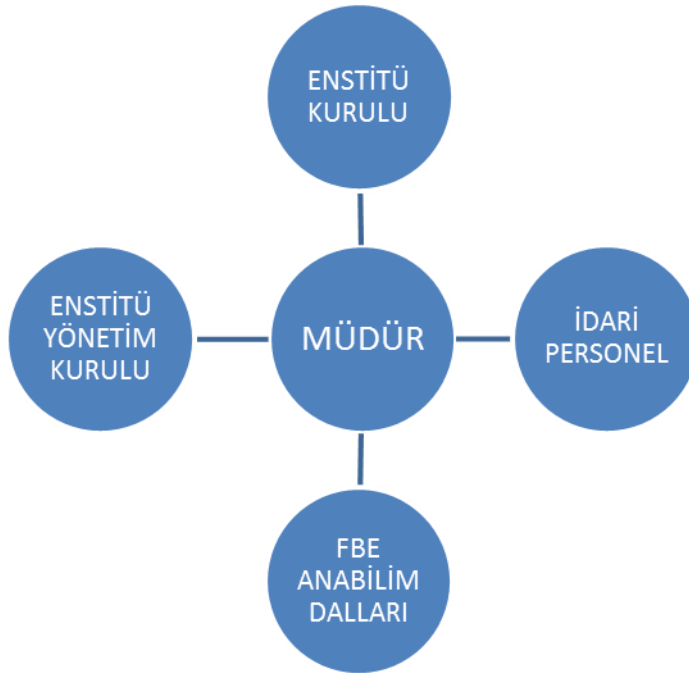 ENSTİTÜ
KURULU
ENSTİTÜ
YÖNETİM
KURULU
MÜDÜR
İDARİ
PERSONEL
FBE
ANABİLİM
DALLARI